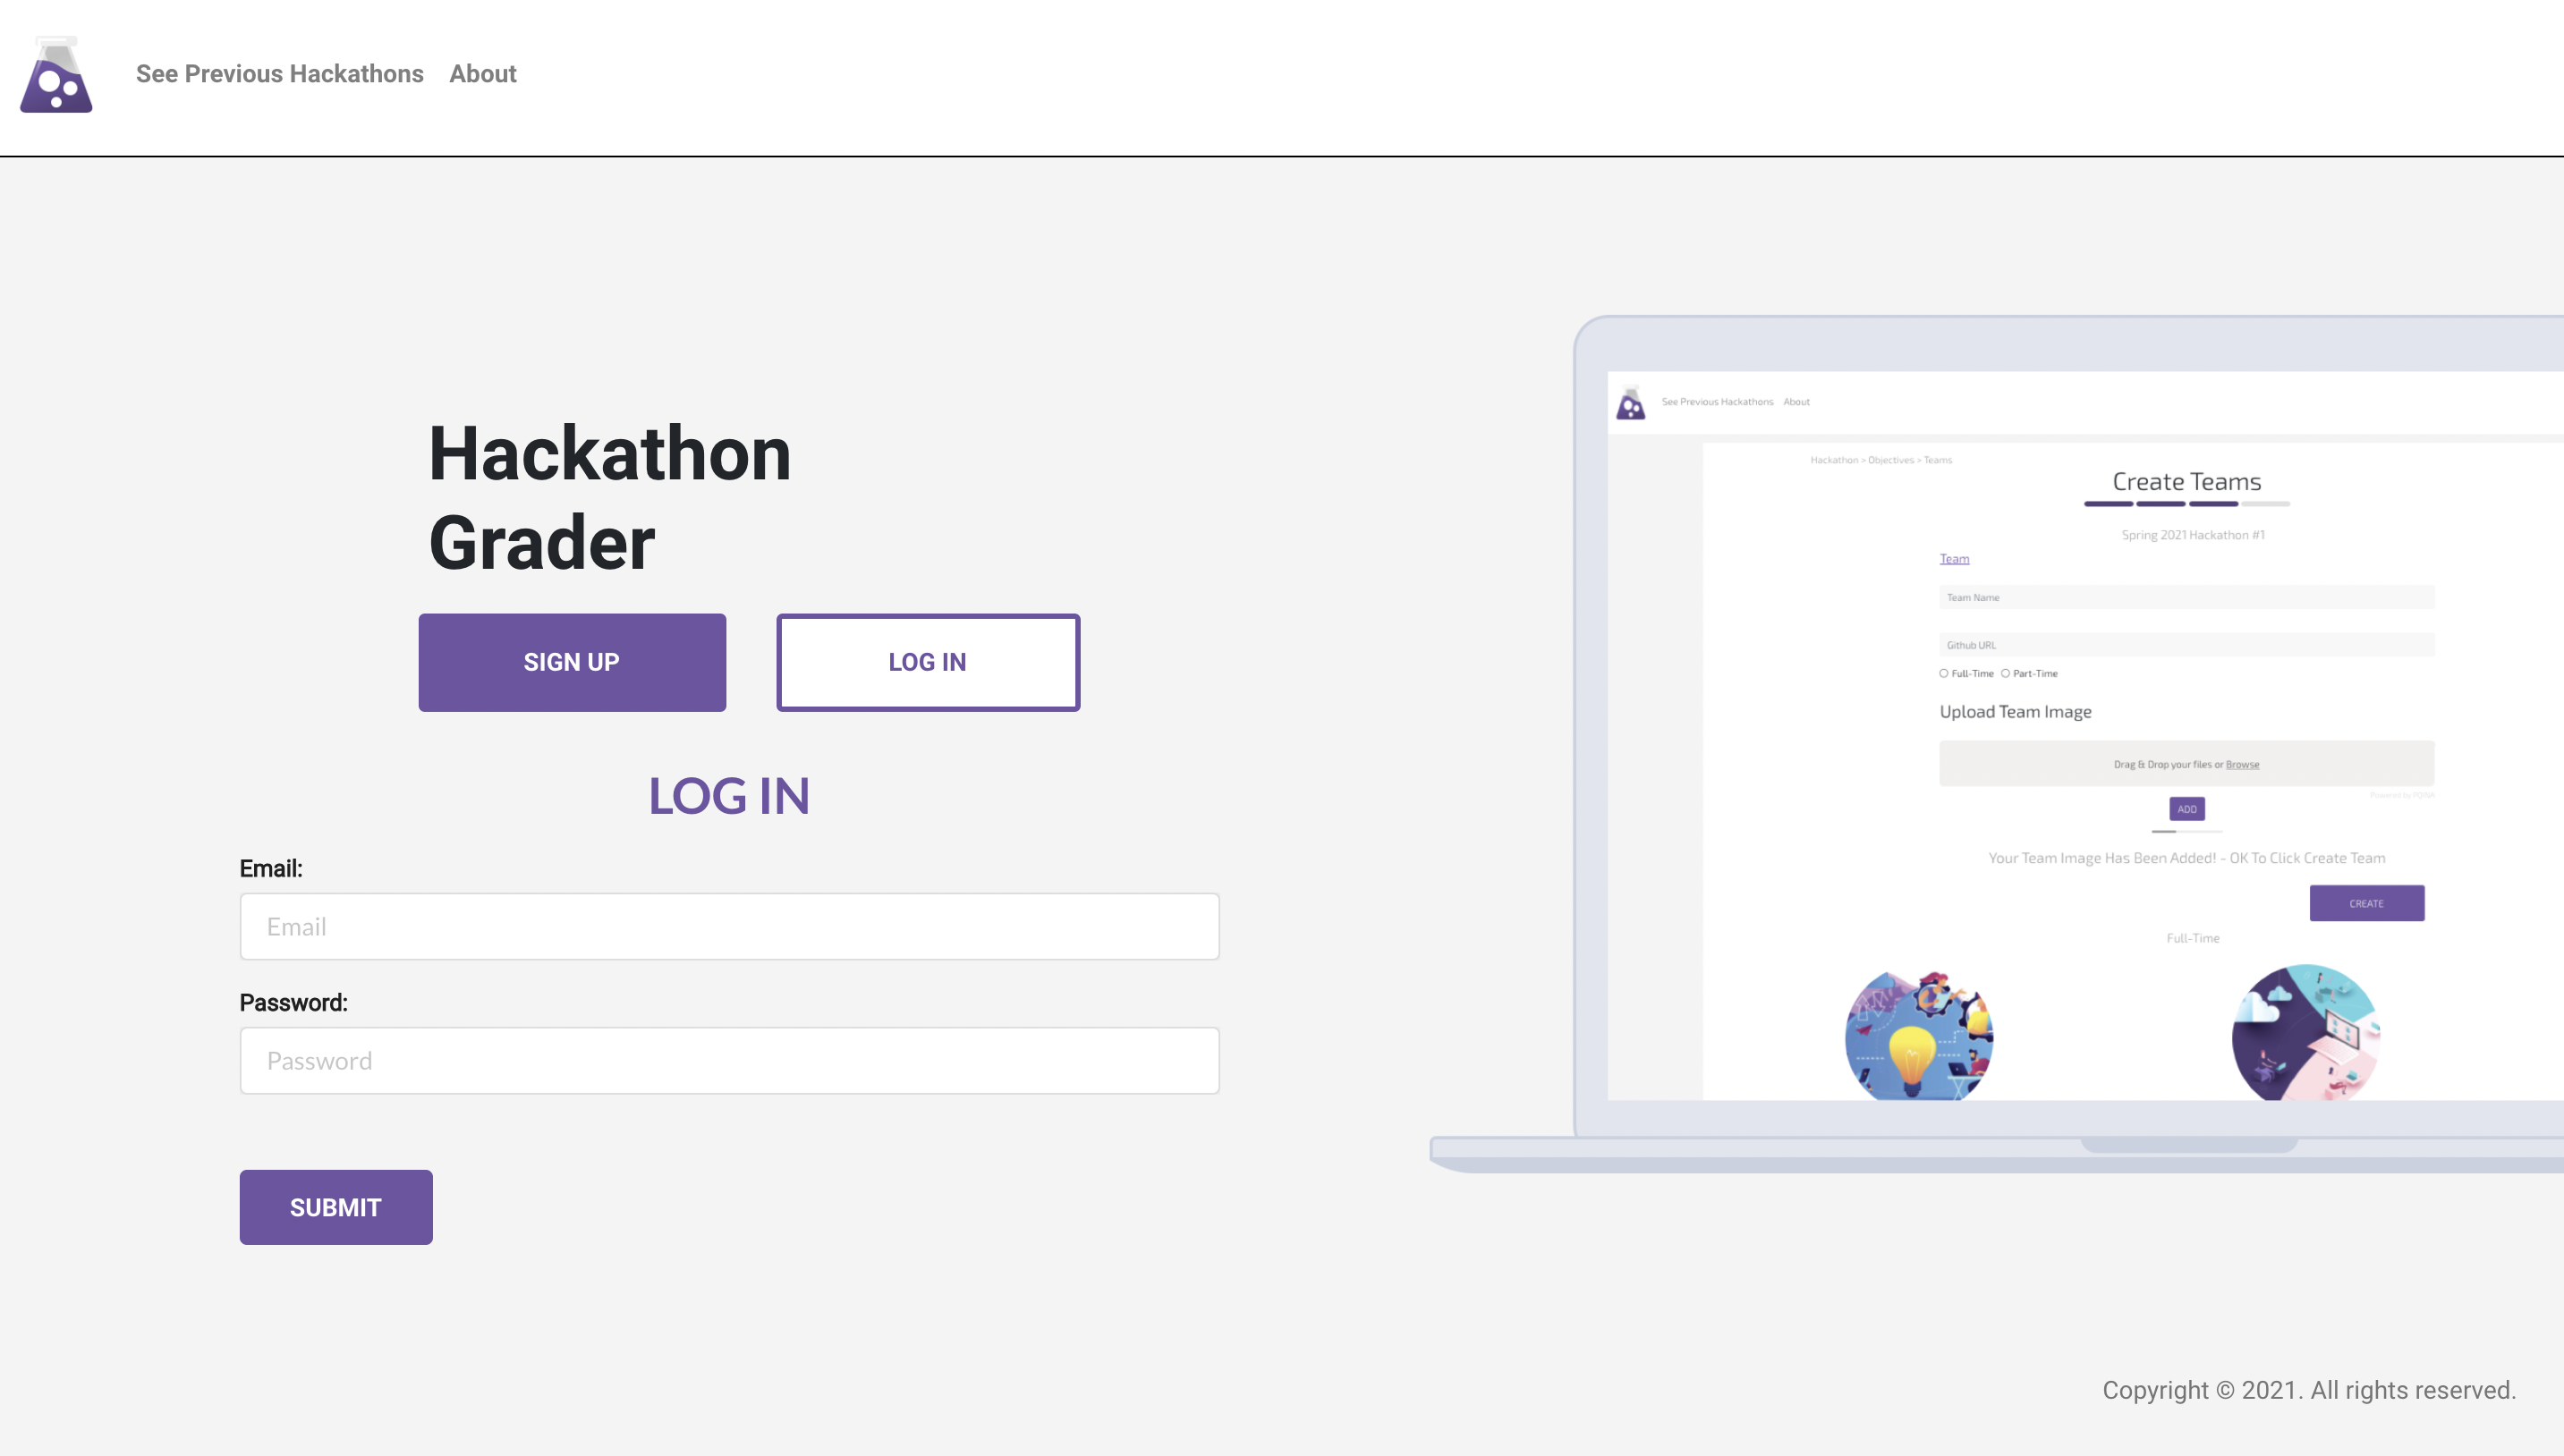 See Previous Hackathons About
Hackathon
Grader
SIGN UP LOG IN
LOG IN
Email:
Email
Password:
Password
SUBMIT
See Previous Hackathons About
Hackathon > Objectives > Teams
Create Teams
Spring 2021 Hackathon #1
Team
Team Name
Github URL
Full-Time Part-Time
Upload Team Image
Drag & Drop your files or Browse
ADD
Your Team Image Has Been Added! - OK To Click Create Team
CREATE
Full-Time
Copyright © 2021. All rights reserved.